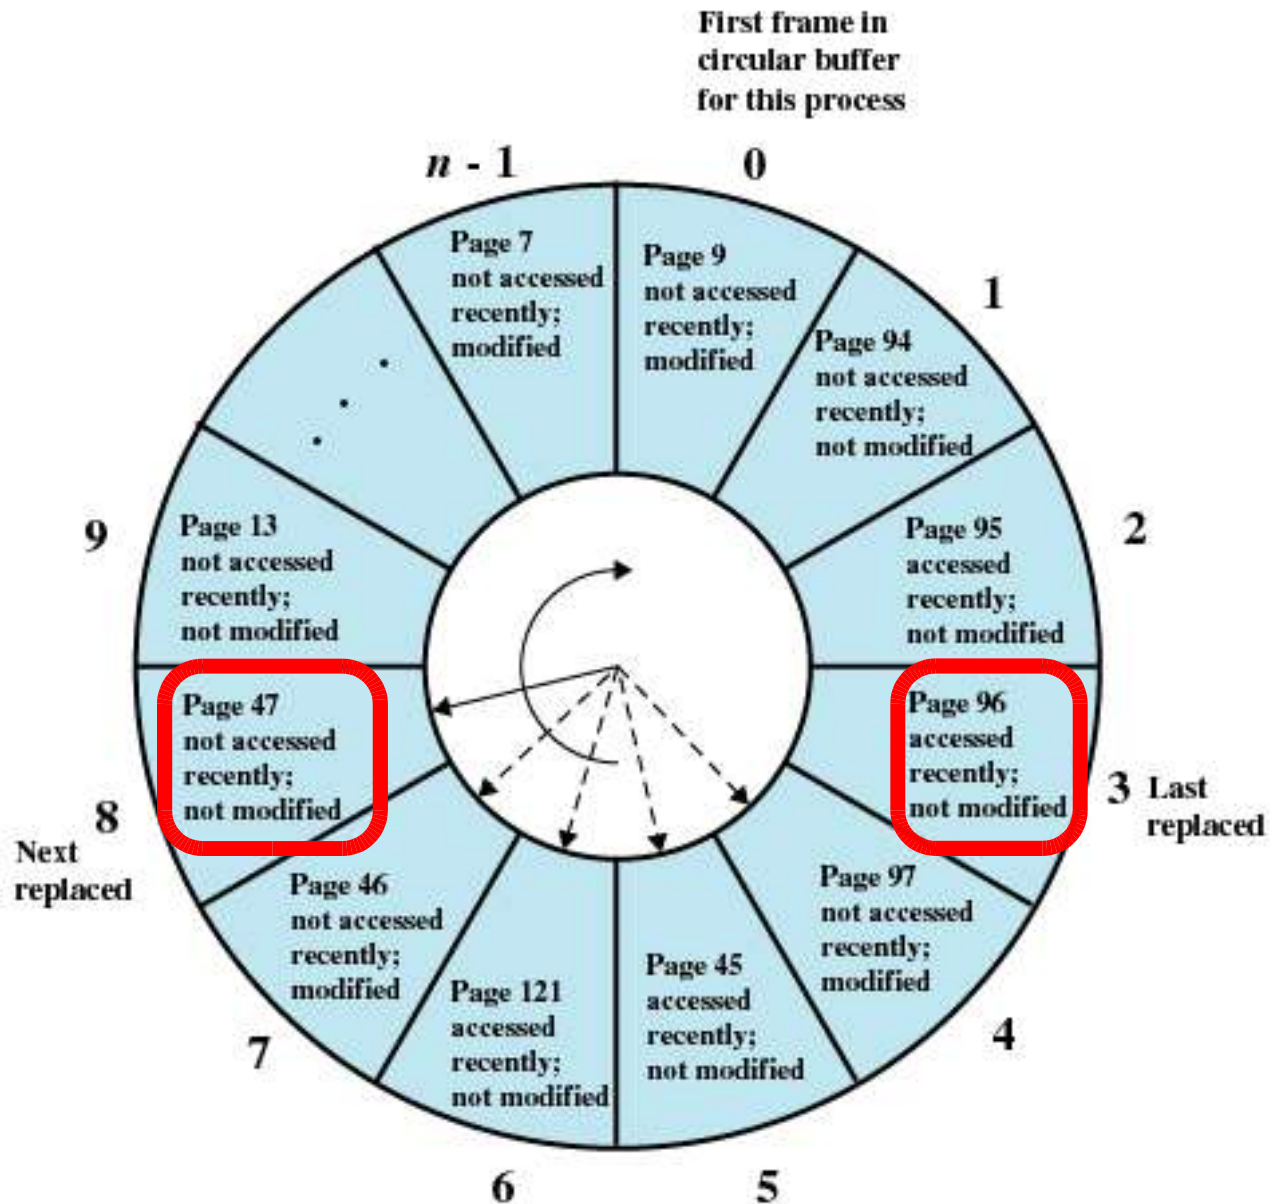 First frame in
circular buffer
for this process
n - 1
0
Page 7
not accessed
recently;
modified
Page 9
not accessed
recently;
modified
1
Page 94
not accessed
recently;
not modified
2
Page 95
accessed
recently;
not modified
9
Page 13
not accessed
recently;
not modified
Page 47
not accessed
recently;
not modified
8
Next
replaced
Page 96
accessed
recently;
not modified
3
Last
replaced
Page 97
not accessed
recently;
modified
4
Page 46
not accessed
recently;
modified
7
Page 121
accessed
recently;
not modified
6
Page 45
accessed
recently;
not modified
5